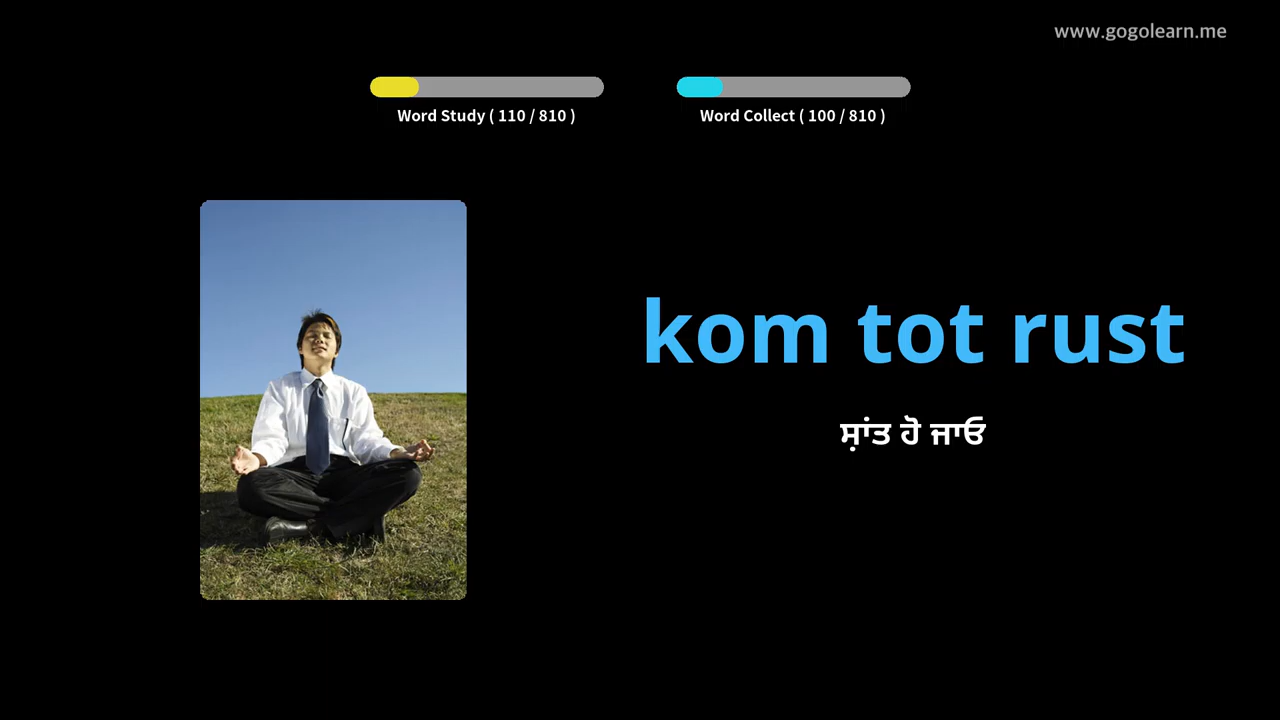 www.gogolearn.me
Word Study ( 110 / 810 )
Word Collect ( 100 / 810 )
kom tot rust
ਸ਼ਾਂਤ ਹੋ ਜਾਓ